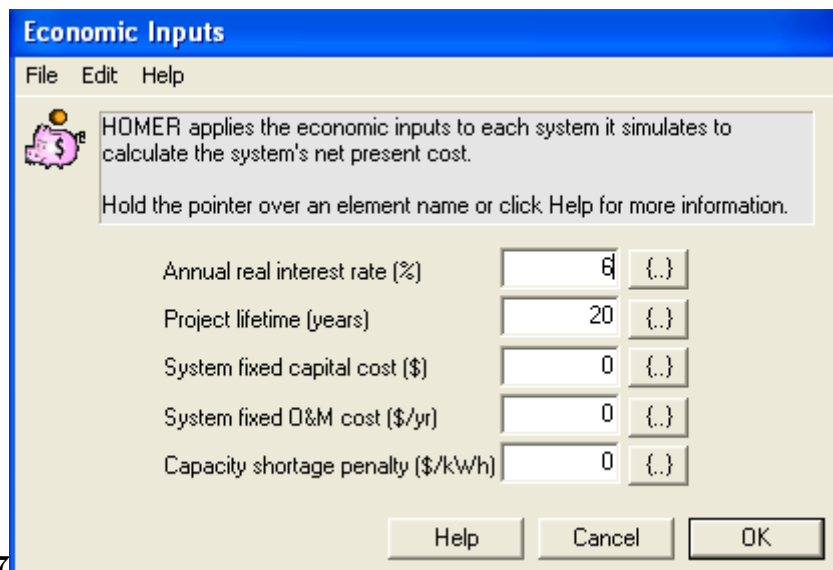 Economic Inputs
File Edit Help
$
HOMER applies the economic inputs to each system it simulates to
calculate the system's net present cost.
Hold the pointer over an element name or click Help for more information.
Annual real interest rate (%) 6 {..}
Project lifetime (years) 20 {..}
System fixed capital cost ($) 0 {..}
System fixed O&M cost ($/yr) 0 {..}
Capacity shortage penalty ($/kWh) 0 {..}
Help Cancel OK